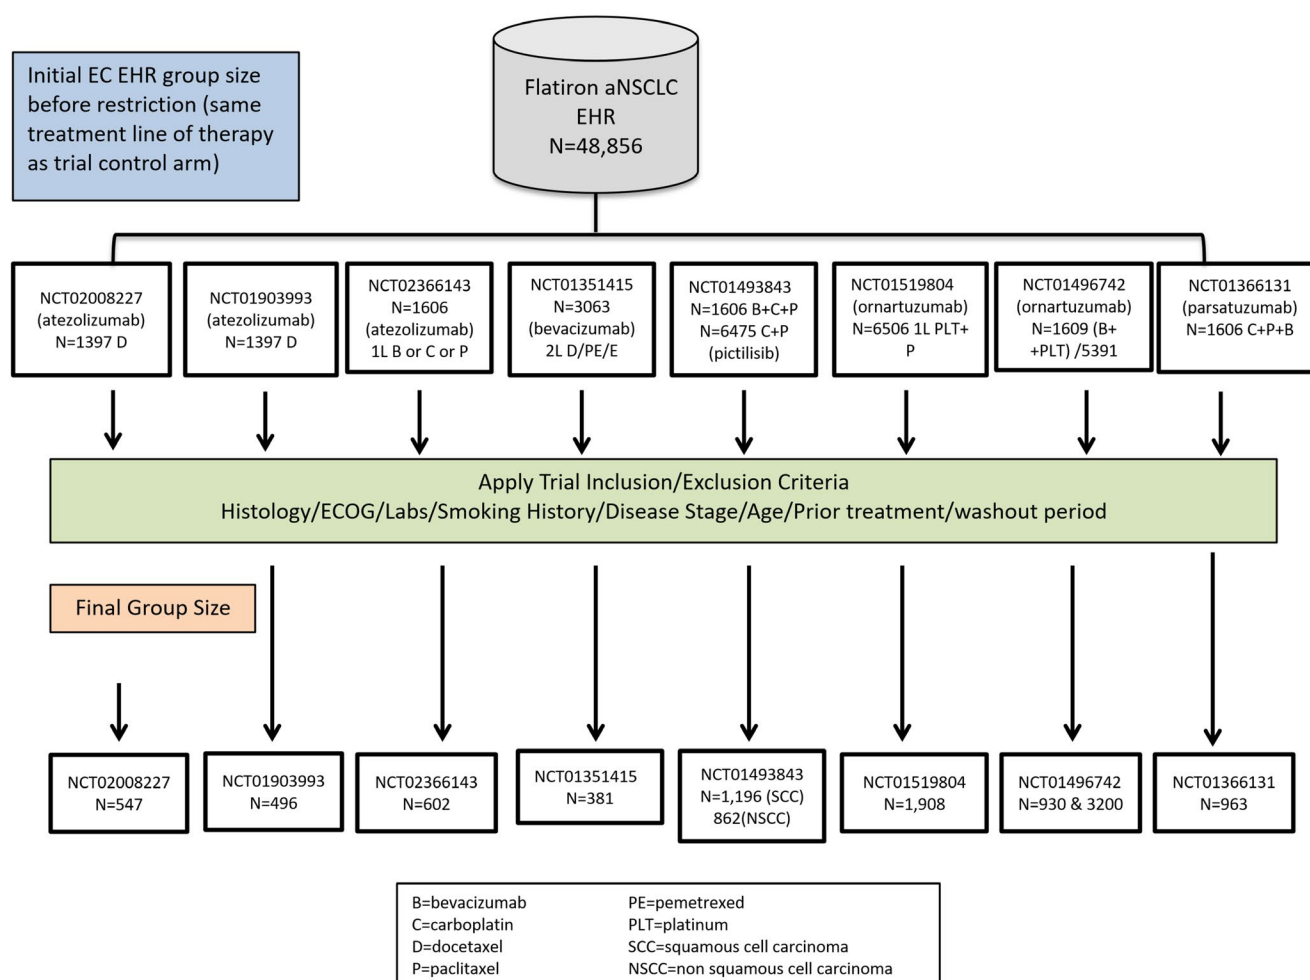 Initial EC EHR group size
before restriction (same
treatment line of therapy
as trial control arm)
Flatiron aNSCLC
EHR
N=48,856
NCT02008227
(atezolizumab)
N=1397 D
NCT01903993
(atezolizumab)
N=1397 D
NCT02366143
N=1606
(atezolizumab)
1L B or C or P
NCT01351415
N=3063
(bevacizumab)
2L D/PE/E
NCT01493843
N=1606 B+C+P
N=6475 C+P
(pictilisib)
NCT01519804
(ornartuzumab)
N=6506 1L PLT+
P
NCT01496742
(ornartuzumab)
N=1609 (B+
+PLT) /5391
NCT01366131
(parsatuzumab)
N=1606 C+P+B
Apply Trial Inclusion/Exclusion Criteria
Histology/ECOG/Labs/Smoking History/Disease Stage/Age/Prior treatment/washout period
Final Group Size
NCT02008227
N=547
NCT01903993
N=496
NCT02366143
N=602
NCT01351415
N=381
NCT01493843
N=1,196 (SCC)
862(NSCC)
NCT01519804
N=1,908
NCT01496742
N=930 & 3200
NCT01366131
N=963
B=bevacizumab
C=carboplatin
D=docetaxel
P=paclitaxel
PE=pemetrexed
PLT=platinum
SCC=squamous cell carcinoma
NSCC=non squamous cell carcinoma